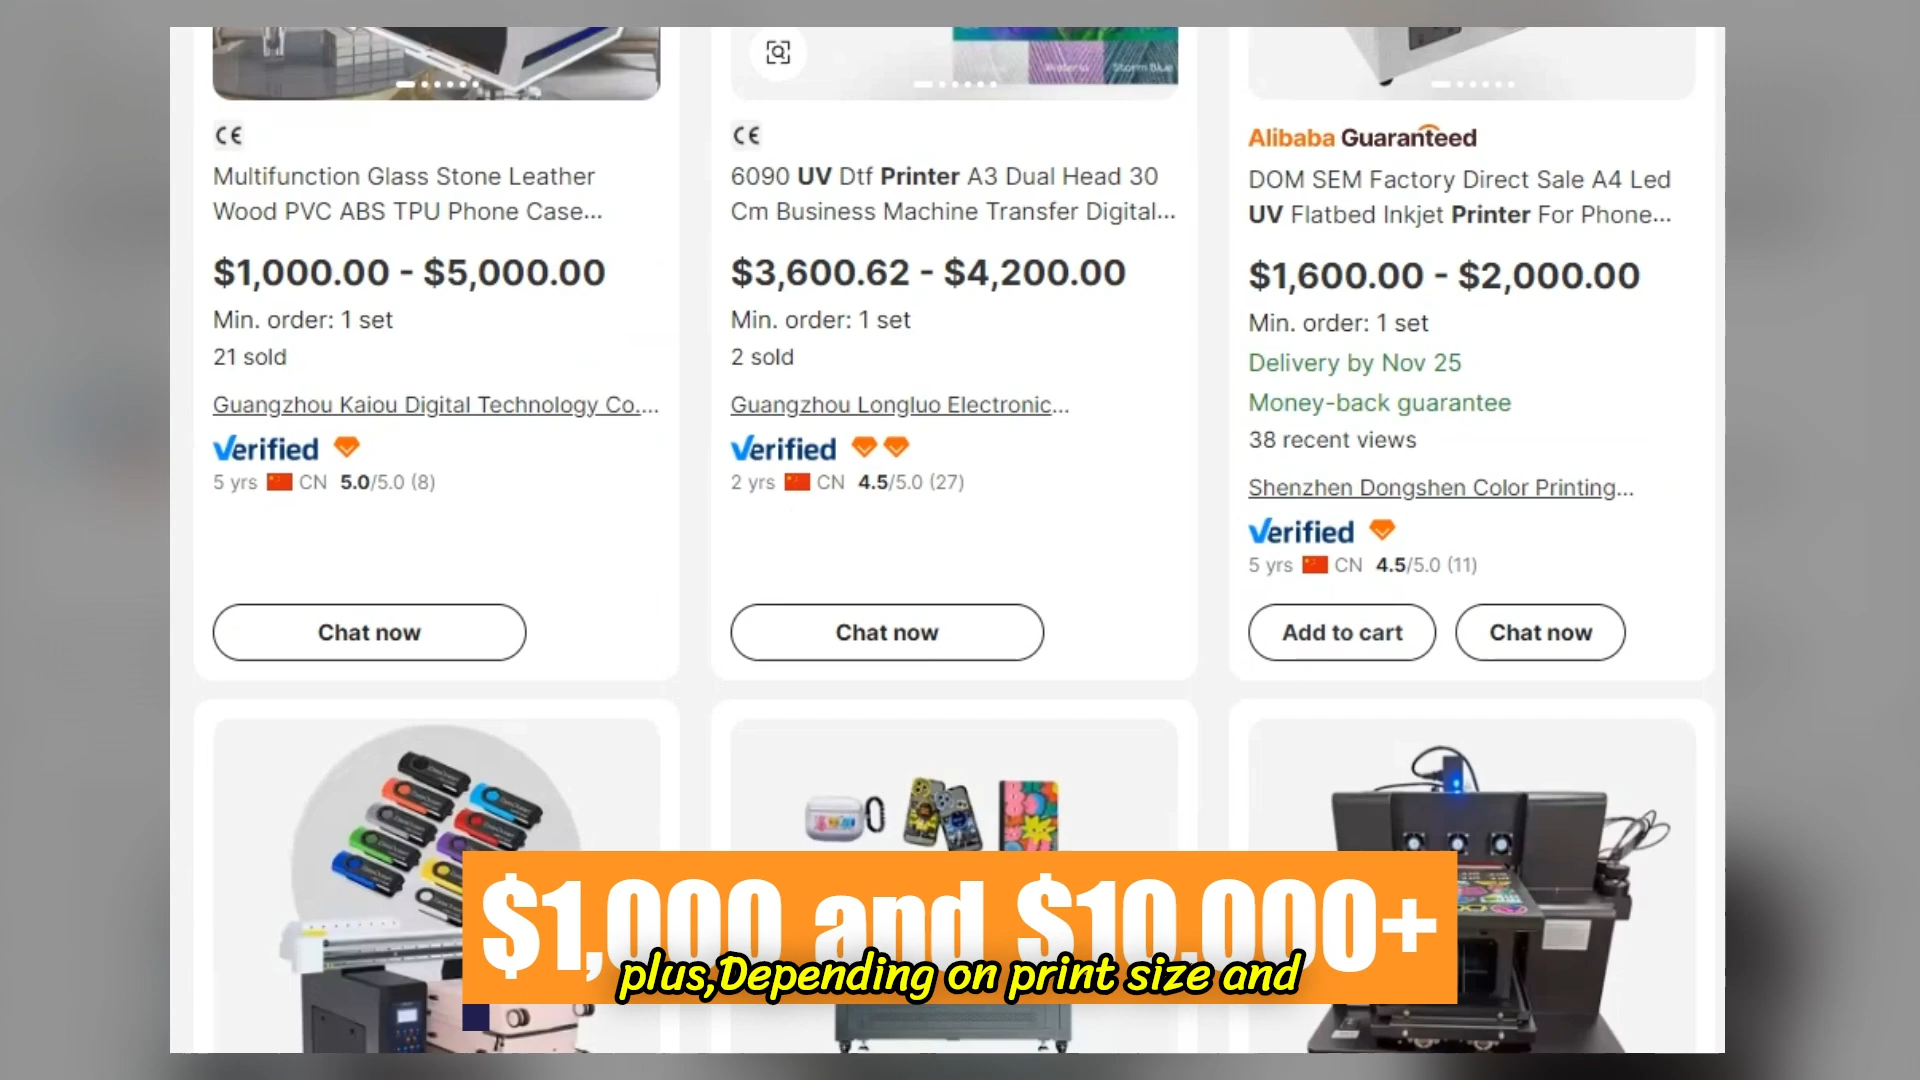 Waterss Storm Blue
CE
Multifunction Glass Stone Leather
Wood PVC ABS TPU Phone Case...
$1,000.00 - $5,000.00
Min. order: 1 set
21 sold
Guangzhou Kaiou Digital Technology Co....
Verified
5 yrs CN 5.0/5.0 (8)
Chat now
CE
6090 UV Dtf Printer A3 Dual Head 30
Cm Business Machine Transfer Digital...
$3,600.62 - $4,200.00
Min. order: 1 set
2 sold
Guangzhou Longluo Electronic...
Verified
2 yrs CN 4.5/5.0 (27)
Chat now
Alibaba Guaranteed
DOM SEM Factory Direct Sale A4 Led
UV Flatbed Inkjet Printer For Phone...
$1,600.00 - $2,000.00
Min. order: 1 set
Delivery by Nov 25
Money-back guarantee
38 recent views
Shenzhen Dongshen Color Printing...
Verified
5 yrs CN 4.5/5.0 (11)
Add to cart
Chat now
$1,000 and $10,000+
plus,Depending on print size and